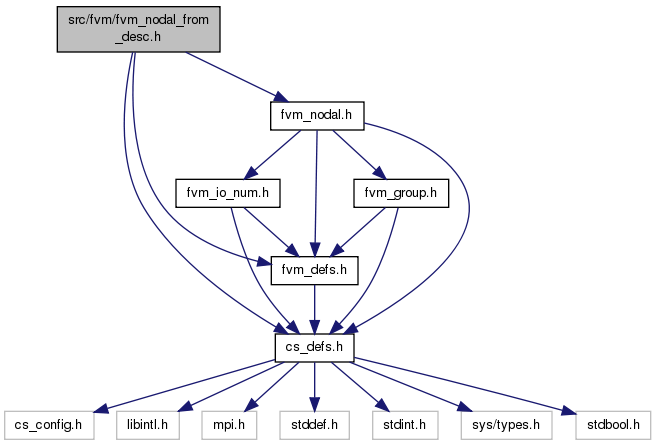 src/fvm/fvm_nodal_from
_desc.h
fvm_nodal.h
fvm_io_num.h
fvm_group.h
fvm_defs.h
cs_defs.h
cs_config.h
libintl.h
mpi.h
stddef.h
stdint.h
sys/types.h
stdbool.h